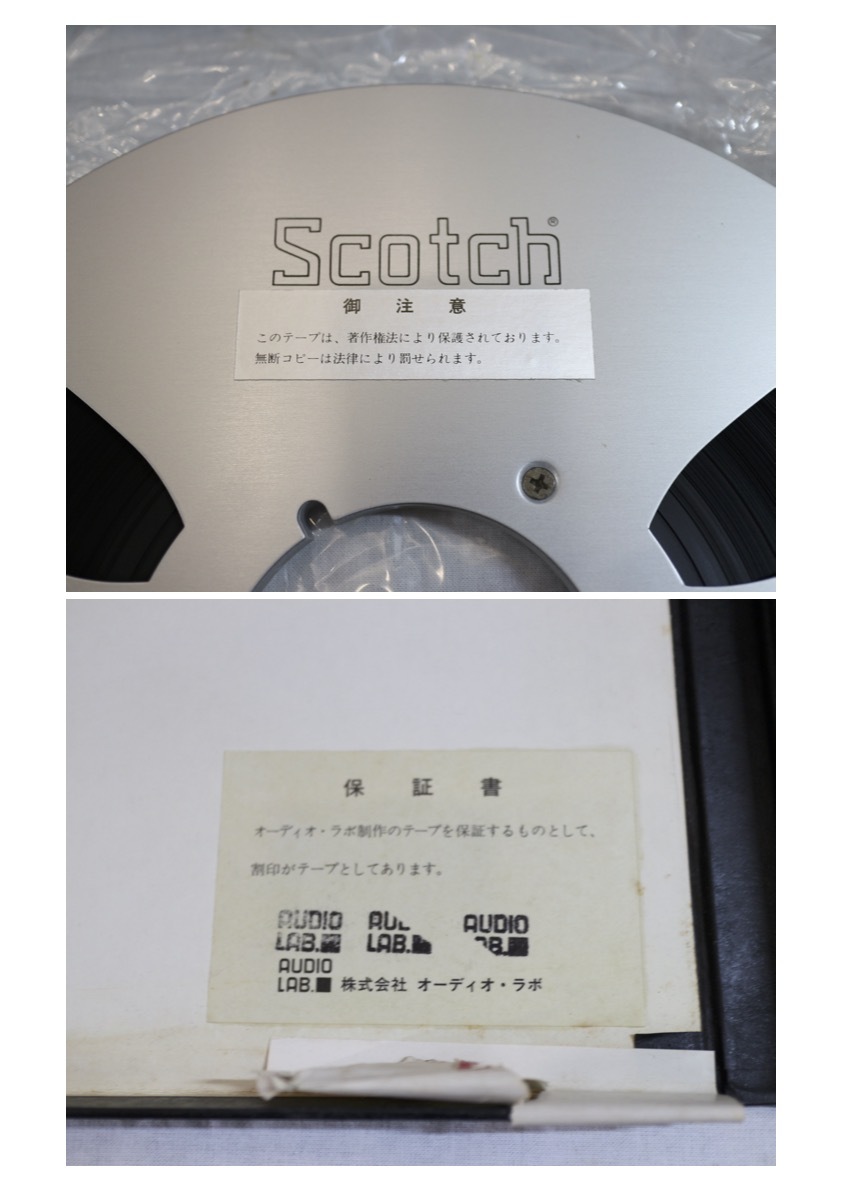 Scotch®
御注意
このテープは、著作権法により保護されております。
無断コピーは法律により罰せられます。
保証書
オーディオ・ラボ制作のテープを保証するものとして、
割印がテープとしてあります。
AUDIO AUDIO
LAB. LAB. LAB.
AUDIO
LAB. 株式会社 オーディオ・ラボ